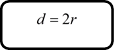 d = 2r